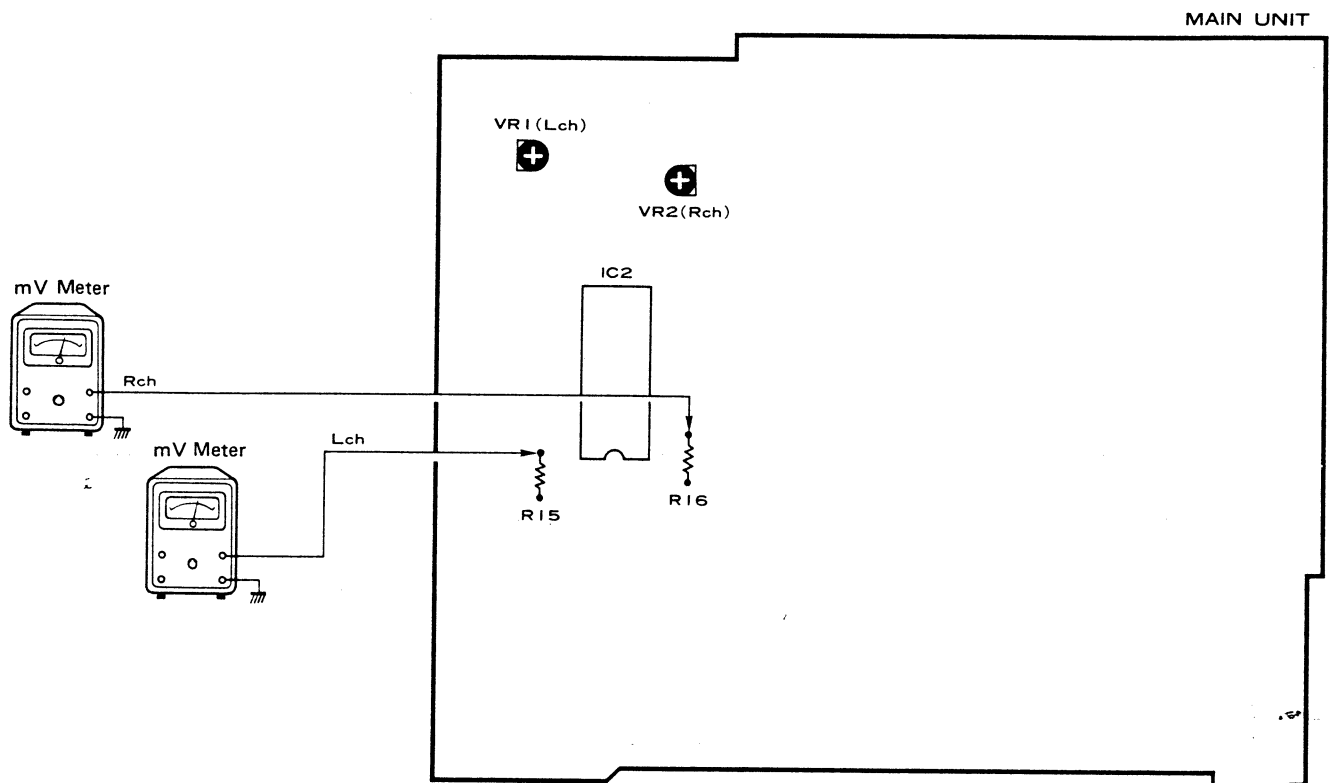 MAIN UNIT
VR1(Lch)
VR2(Rch)
IC2
mV Meter
Rch
mV Meter
Lch
R15
R16